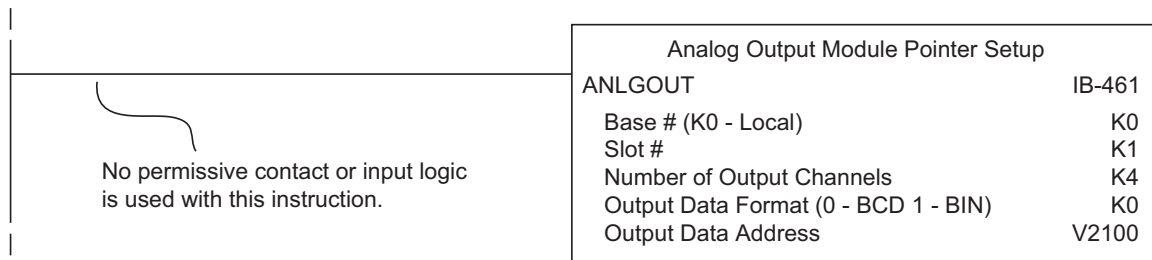 Analog Output Module Pointer Setup
ANLGOUT IB-461
Base # (K0 - Local) K0
Slot # K1
Number of Output Channels K4
Output Data Format (0 - BCD 1 - BIN) K0
Output Data Address V2100
No permissive contact or input logic
is used with this instruction.